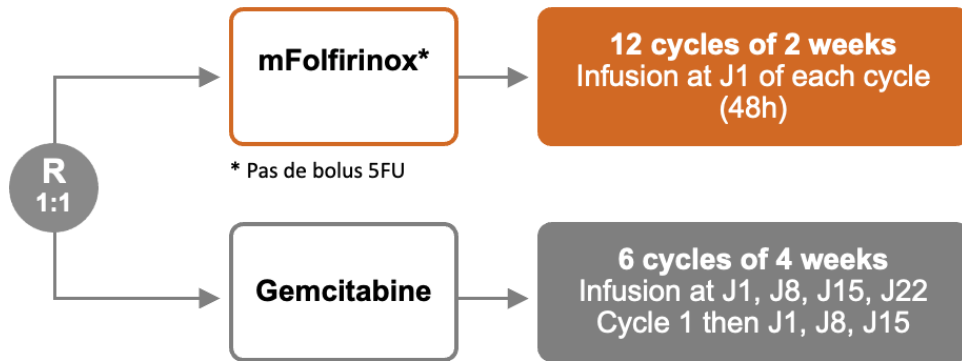 mFolfirinox*
12 cycles of 2 weeks
Infusion at J1 of each cycle
(48h)
* Pas de bolus 5FU
R
1:1
Gemcitabine
6 cycles of 4 weeks
Infusion at J1, J8, J15, J22
Cycle 1 then J1, J8, J15